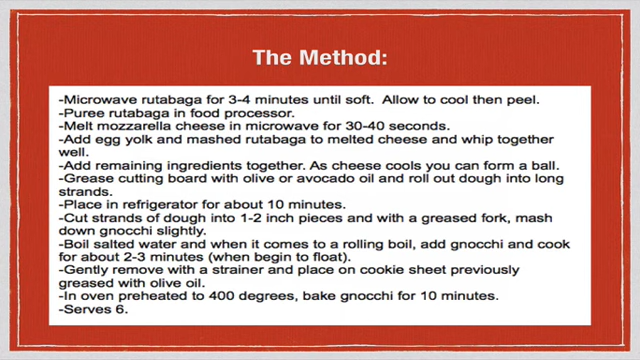 The Method:
-Microwave rutabaga for 3-4 minutes until soft.  Allow to cool then peel.
-Puree rutabaga in food processor.
-Melt mozzarella cheese in microwave for 30-40 seconds.
-Add egg yolk and mashed rutabaga to melted cheese and whip together
well.
-Add remaining ingredients together. As cheese cools you can form a ball.
-Grease cutting board with olive or avocado oil and roll out dough into long
strands.
-Place in refrigerator for about 10 minutes.
-Cut strands of dough into 1-2 inch pieces and with a greased fork, mash
down gnocchi slightly.
-Boil salted water and when it comes to a rolling boil, add gnocchi and cook
for about 2-3 minutes (when begin to float).
-Gently remove with a strainer and place on cookie sheet previously
greased with olive oil.
-In oven preheated to 400 degrees, bake gnocchi for 10 minutes.
-Serves 6.